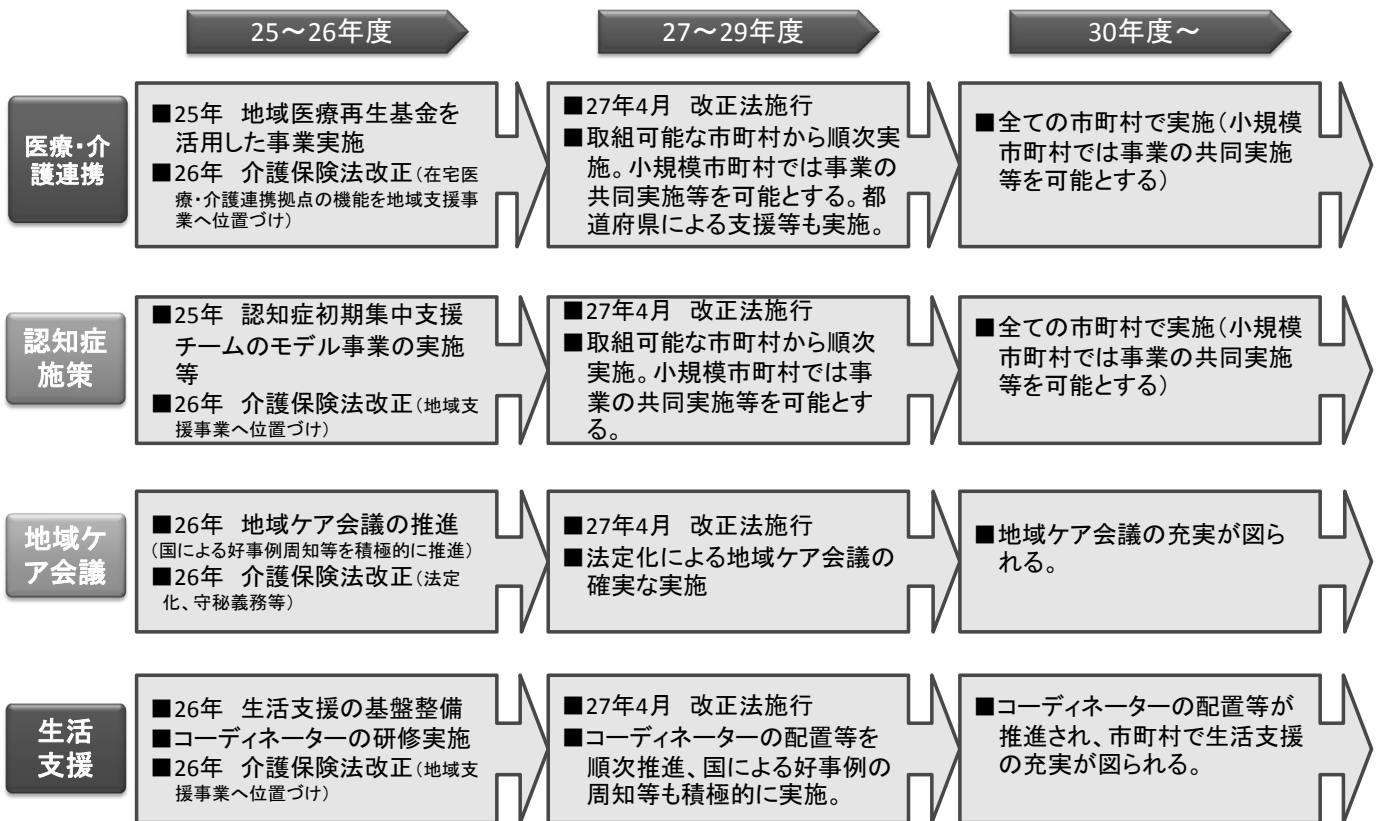 25～26年度
27～29年度
30年度～
医療・介
護連携
■25年　地域医療再生基金を
活用した事業実施
■26年　介護保険法改正（在宅医
療・介護連携拠点の機能を地域支援事
業へ位置づけ）
■27年4月　改正法施行
■取組可能な市町村から順次実
施。小規模市町村では事業の
共同実施等を可能とする。都
道府県による支援等も実施。
■全ての市町村で実施（小規模
市町村では事業の共同実施
等を可能とする）
認知症
施策
■25年　認知症初期集中支援
チームのモデル事業の実施
等
■26年　介護保険法改正（地域支
援事業へ位置づけ）
■27年4月　改正法施行
■取組可能な市町村から順次
実施。小規模市町村では事
業の共同実施等を可能とす
る。
■全ての市町村で実施（小規模
市町村では事業の共同実施
等を可能とする）
地域ケ
ア会議
■26年　地域ケア会議の推進
（国による好事例周知等を積極的に推進）
■26年　介護保険法改正（法定
化、守秘義務等）
■27年4月　改正法施行
■法定化による地域ケア会議の
確実な実施
■地域ケア会議の充実が図ら
れる。
生活
支援
■26年　生活支援の基盤整備
■コーディネーターの研修実施
■26年　介護保険法改正（地域支
援事業へ位置づけ）
■27年4月　改正法施行
■コーディネーターの配置等を
順次推進、国による好事例の
周知等も積極的に実施。
■コーディネーターの配置等が
推進され、市町村で生活支援
の充実が図られる。